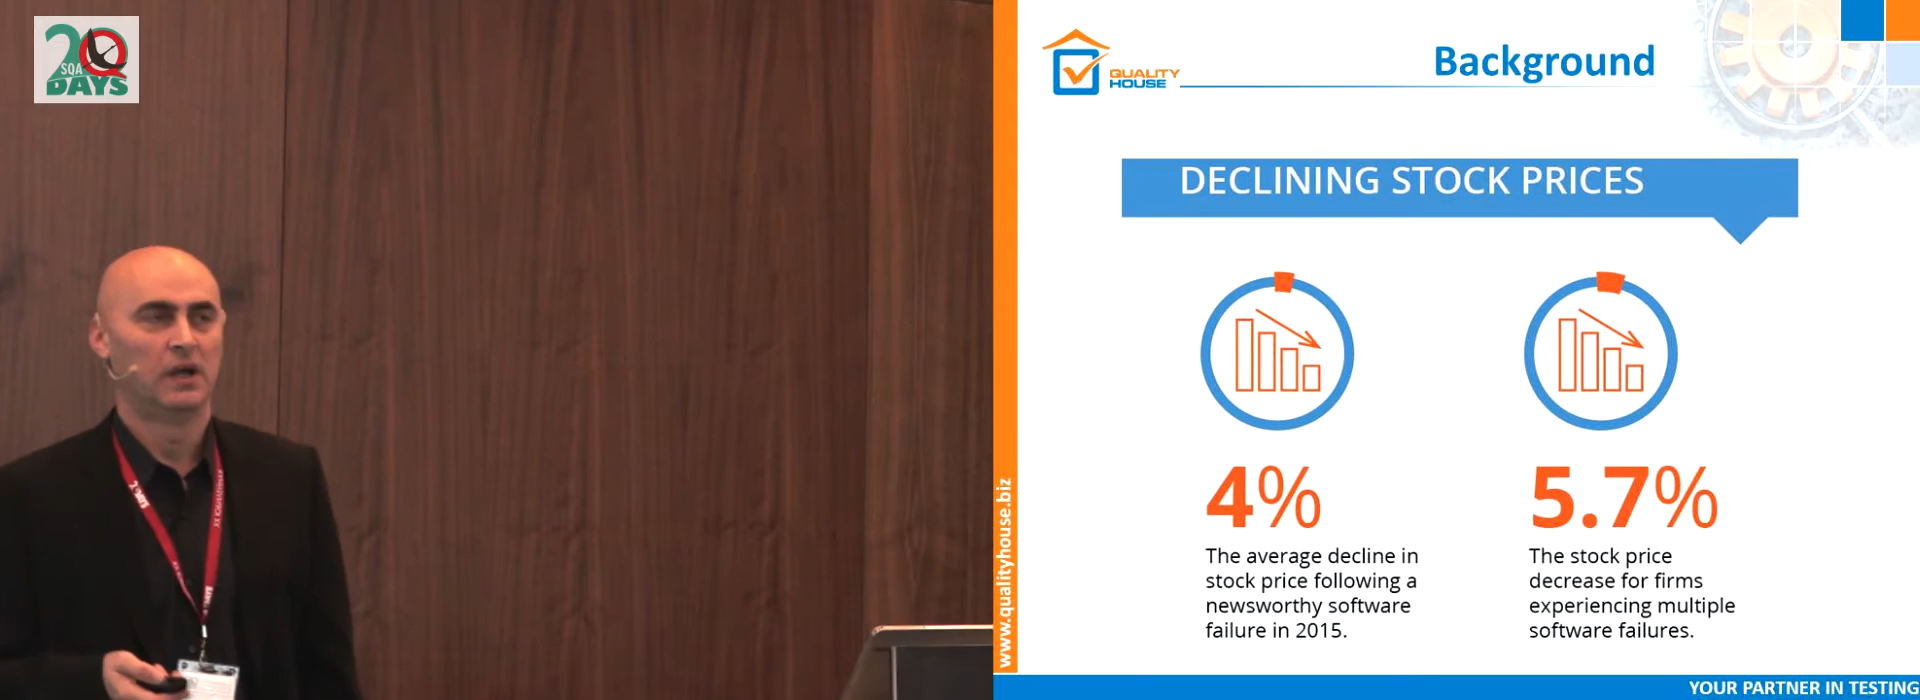 20
SQA
DAYS
QUALITY
HOUSE
Background
DECLINING STOCK PRICES
4%
The average decline in
stock price following a
newsworthy software
failure in 2015.
5.7%
The stock price
decrease for firms
experiencing multiple
software failures.
www.qualityhouse.biz
YOUR PARTNER IN TESTING